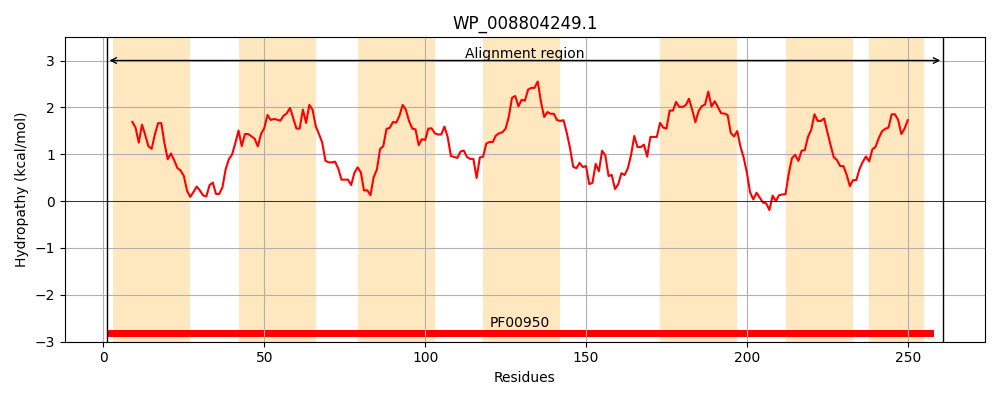 WP_008804249.1
Alignment region
3
2
1
0
−1
−2
−3
Hydropathy (kcal/mol)
PF00950
0
50
100
150
200
250
Residues